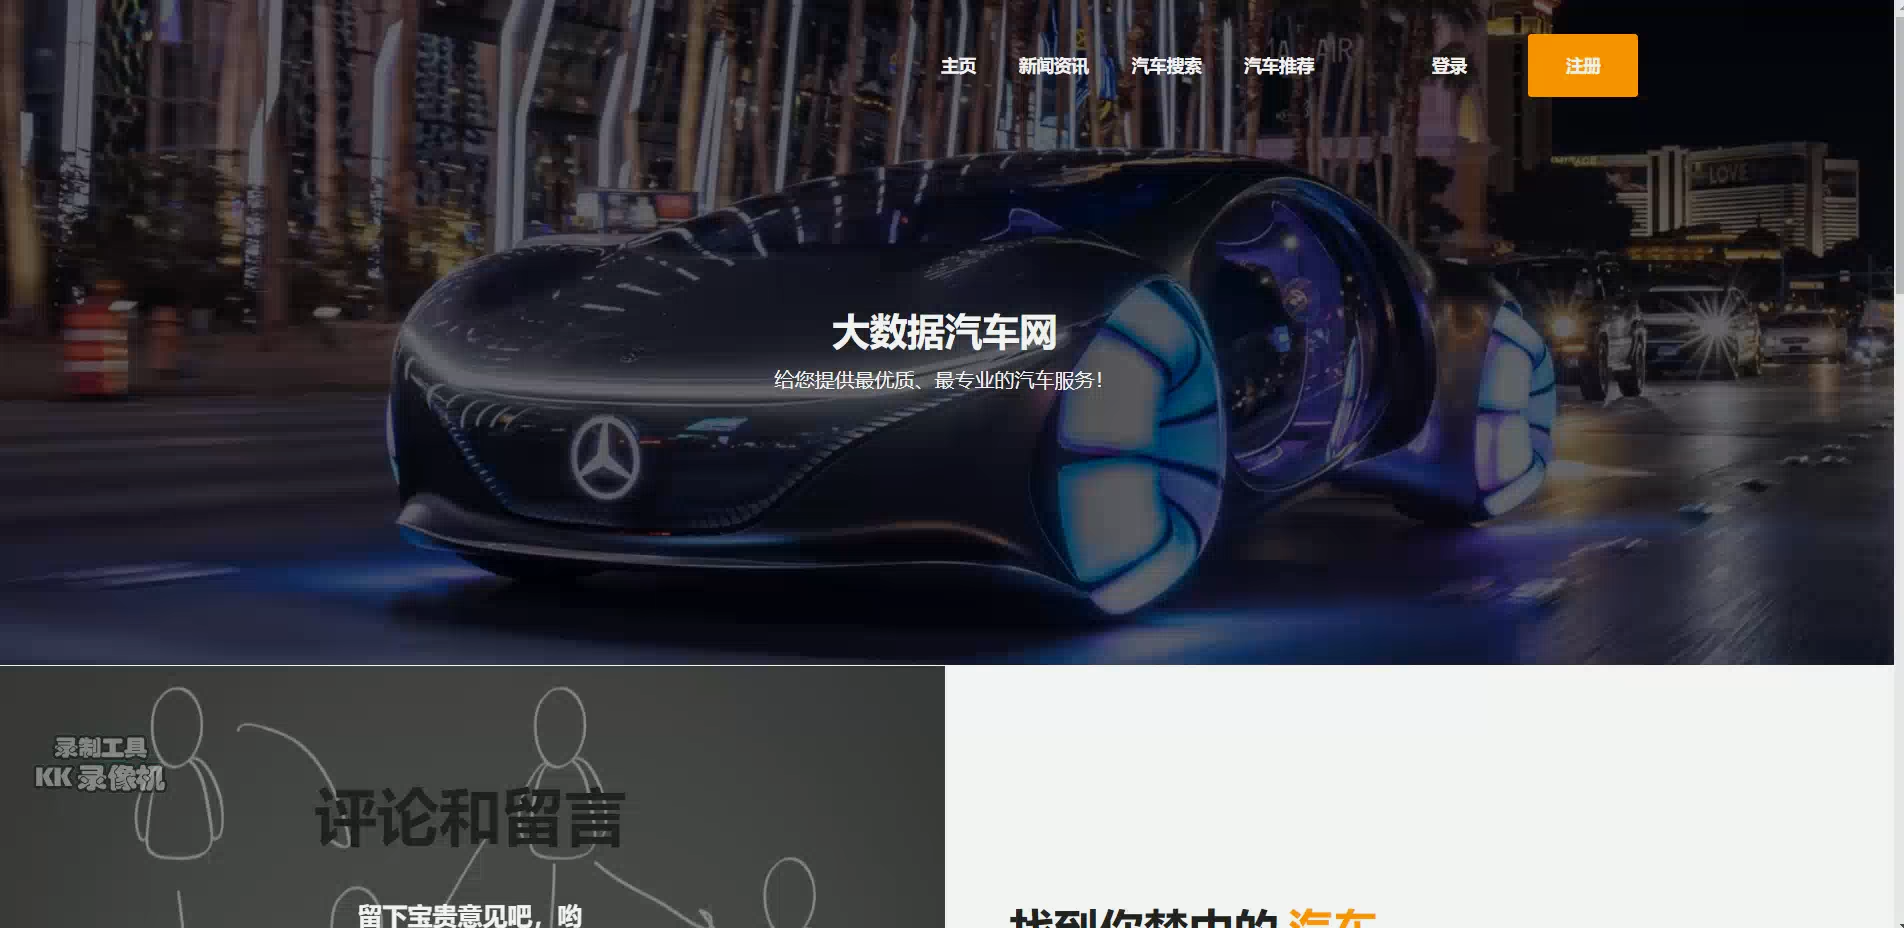 主页 新闻资讯 汽车搜索 汽车推荐 登录 注册
LOVE
大数据汽车网
给您提供最优质、最专业的汽车服务!
录制工具
KK 录像机
评论和留言
留下宝贵意见吧，哟
找到你梦中的 汽车